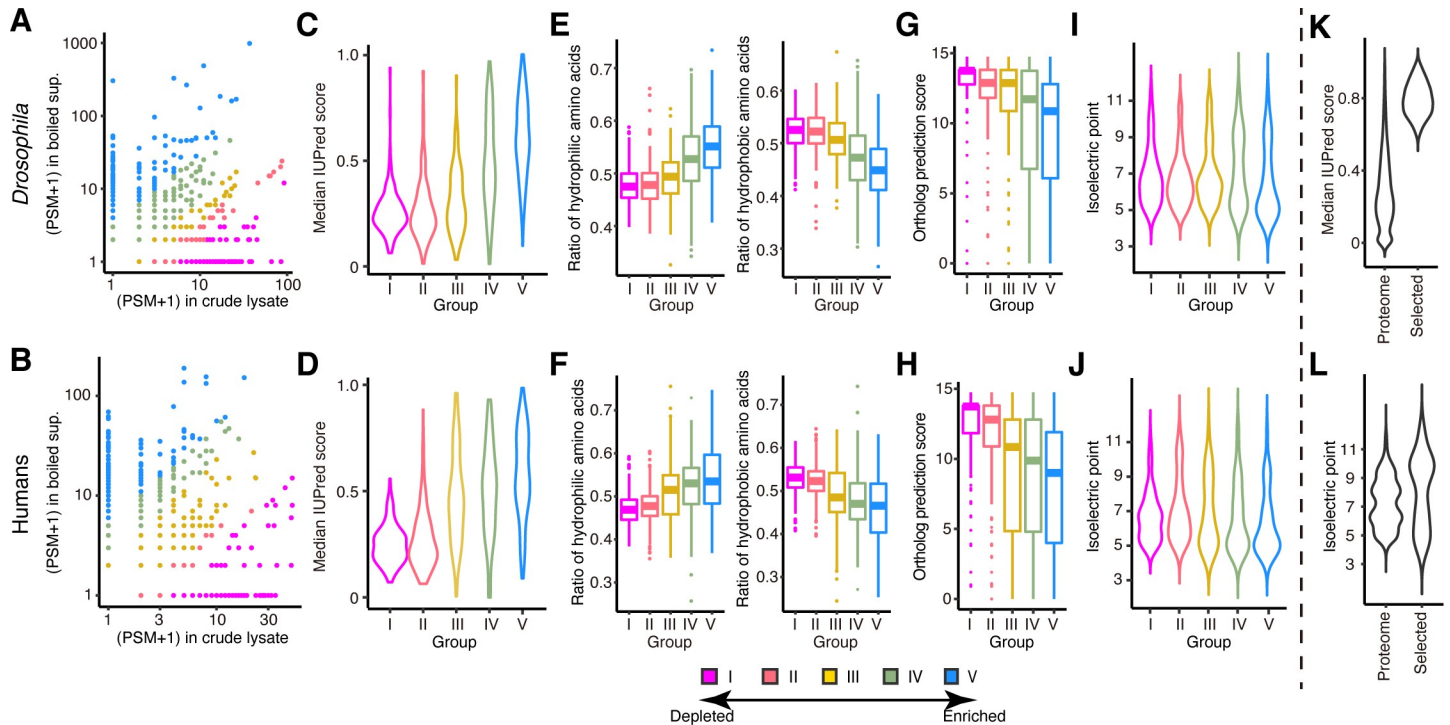 A
Drosophila
(PSM+1) in boiled sup.
1000
100
10
1
1
10
100
(PSM+1) in crude lysate
C
Median IUPred score
1.0
0.5
0
I
II
III
IV
V
Group
E
Ratio of hydrophilic amino acids
0.7
0.6
0.5
0.4
I
II
III
IV
V
Group
Ratio of hydrophobic amino acids
0.6
0.5
0.4
0.3
I
II
III
IV
V
Group
G
Ortholog prediction score
15
10
5
0
I
II
III
IV
V
Group
I
Isoelectric point
11
9
7
5
3
I
II
III
IV
V
Group
K
Median IUPred score
0.8
0.4
0
Proteome
Selected
B
Humans
(PSM+1) in boiled sup.
100
10
1
1
3
10
30
(PSM+1) in crude lysate
D
Median IUPred score
1.0
0.5
0
I
II
III
IV
V
Group
F
Ratio of hydrophilic amino acids
0.7
0.6
0.5
0.4
0.3
I
II
III
IV
V
Group
Ratio of hydrophobic amino acids
0.7
0.6
0.5
0.4
0.3
I
II
III
IV
V
Group
H
Ortholog prediction score
15
10
5
0
I
II
III
IV
V
Group
J
Isoelectric point
11
9
7
5
3
I
II
III
IV
V
Group
L
Isoelectric point
11
9
7
5
3
Proteome
Selected
I
II
III
IV
V
Depleted
Enriched